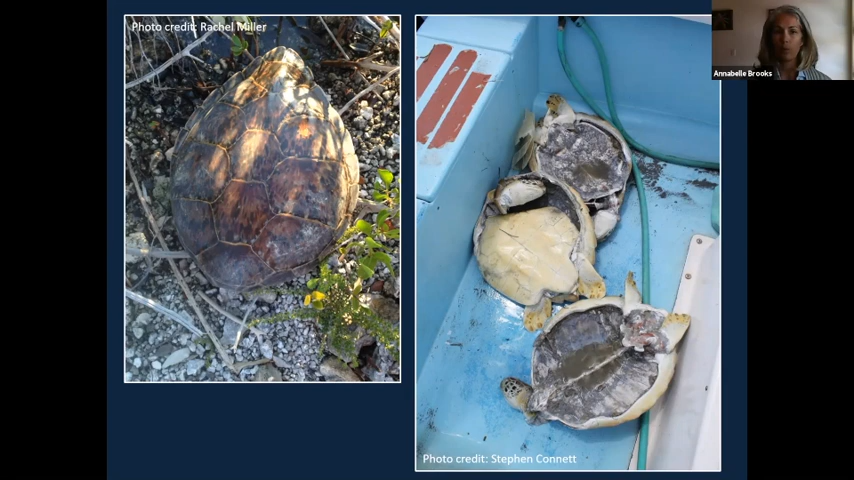 Photo credit: Rachel Miller
Annabelle Brooks
Photo credit: Stephen Connett